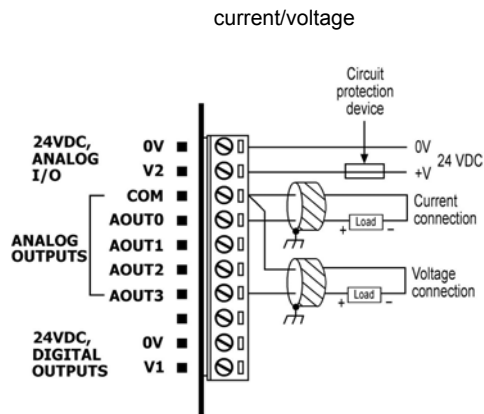 current/voltage
Circuit
protection
device
24VDC,
ANALOG
I/O
0V
V2
COM
AOUT0
ANALOG
OUTPUTS
AOUT1
AOUT2
AOUT3
24VDC,
DIGITAL
OUTPUTS
0V
V1
0V
24 VDC
+V
Current
connection
+ Load −
Voltage
connection
+ Load −